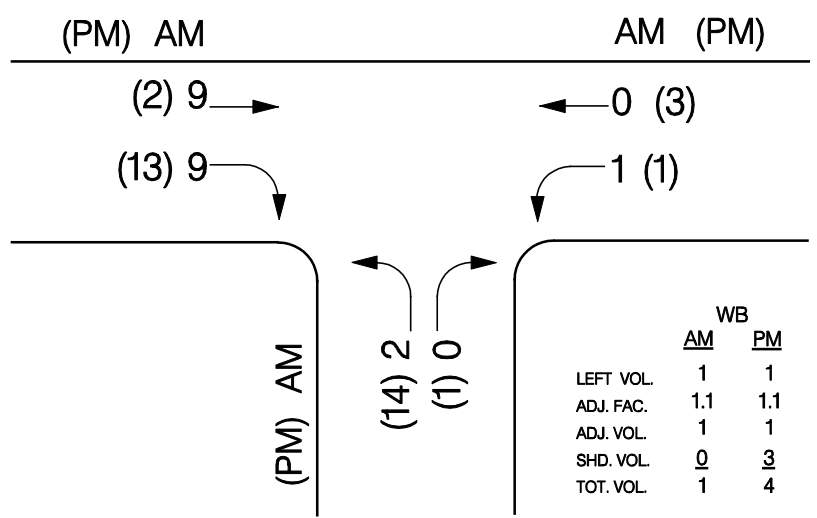 (PM) AM
AM (PM)
(2) 9
0 (3)
(13) 9
1 (1)
(14) 2
(1) 0
(PM) AM
WB
AM PM
LEFT VOL. 1 1
ADJ. FAC. 1.1 1.1
ADJ. VOL. 1 1
SHD. VOL. 0 3
TOT. VOL. 1 4